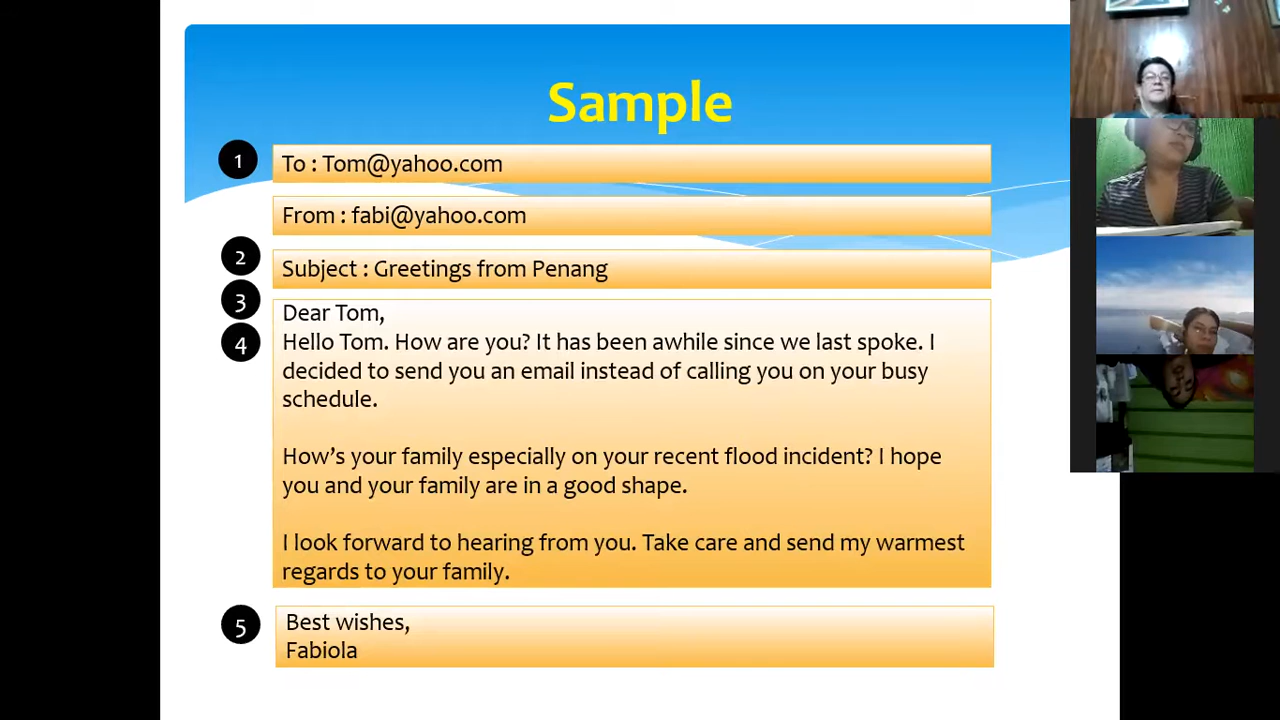 Sample
1
To : Tom@yahoo.com
From : fabi@yahoo.com
2
Subject : Greetings from Penang
3
Dear Tom,
4
Hello Tom. How are you? It has been awhile since we last spoke. I
decided to send you an email instead of calling you on your busy
schedule.
How's your family especially on your recent flood incident? I hope
you and your family are in a good shape.
I look forward to hearing from you. Take care and send my warmest
regards to your family.
5
Best wishes,
Fabiola